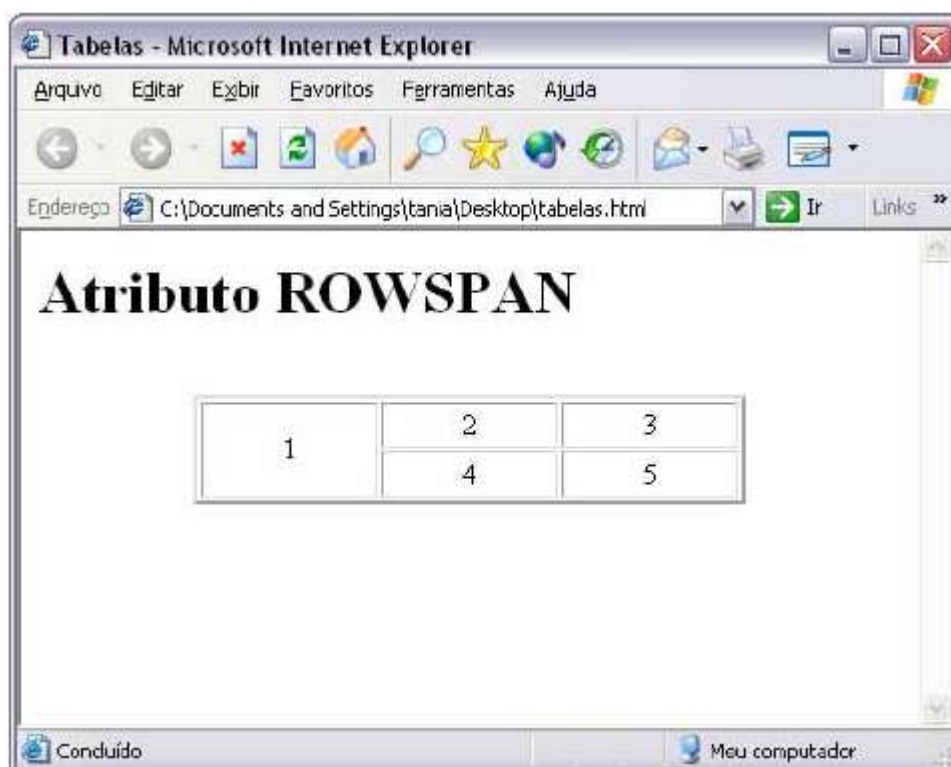 Tabelas - Microsoft Internet Explorer
Arquivo Editar Exibir Favoritos Ferramentas Ajuda
Endereço C:\Documents and Settings\tania\Desktop\tabelas.html Ir Links »
Atributo ROWSPAN
1 2 3
4 5
Conduído Meu computador